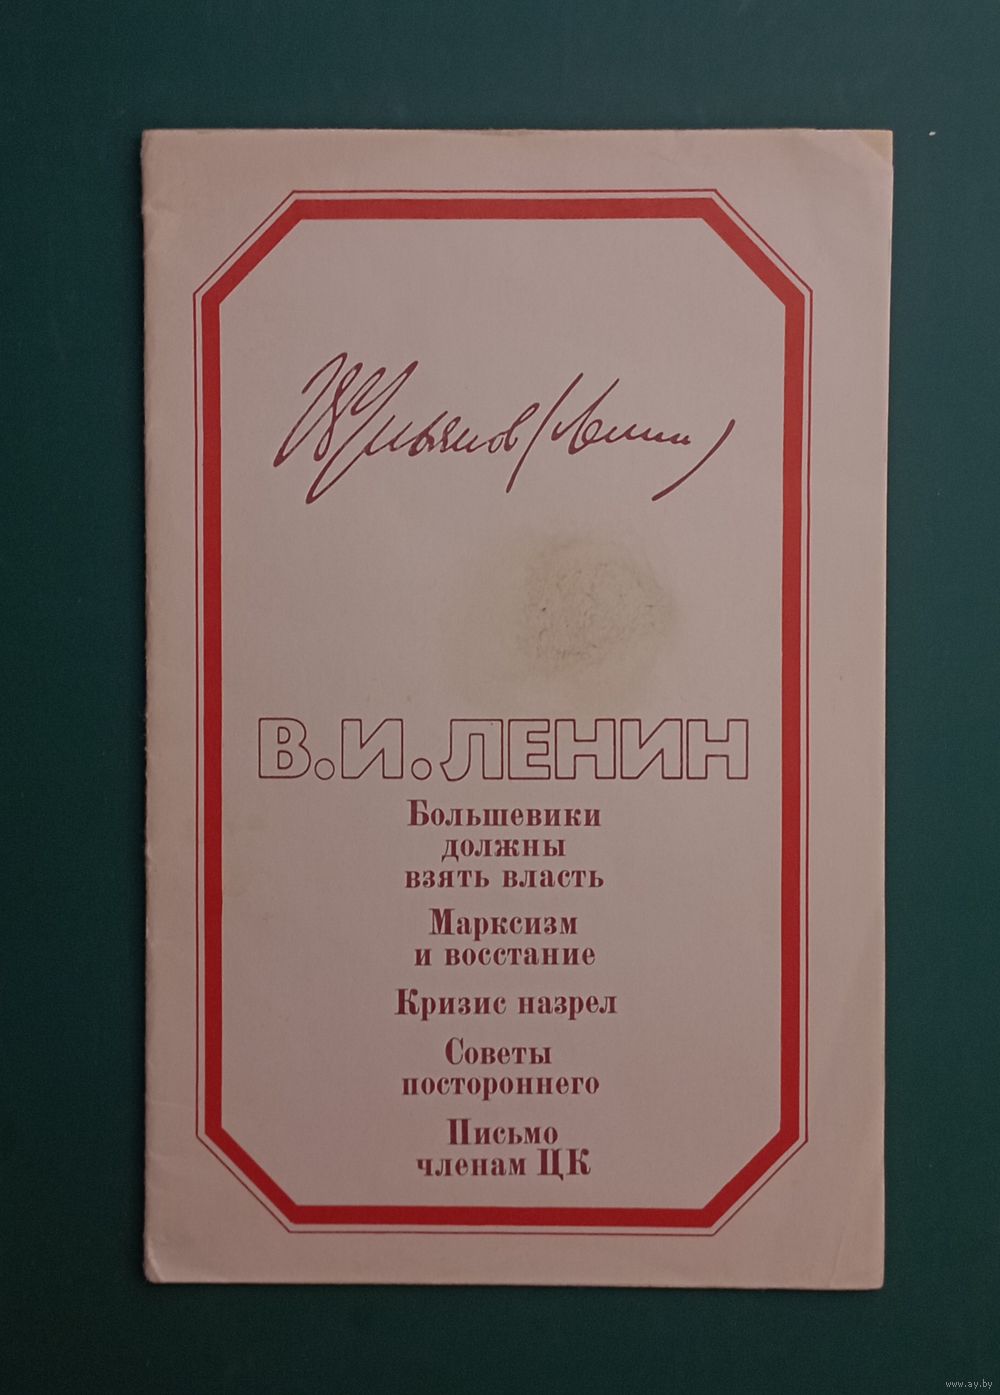 В Ульянов (Ленин)
В.И.ЛЕНИН
Большевики
должны
взять власть
Марксизм
и восстание
Кризис назрел
Советы
постороннего
Письмо
членам ЦК
www.ay.by